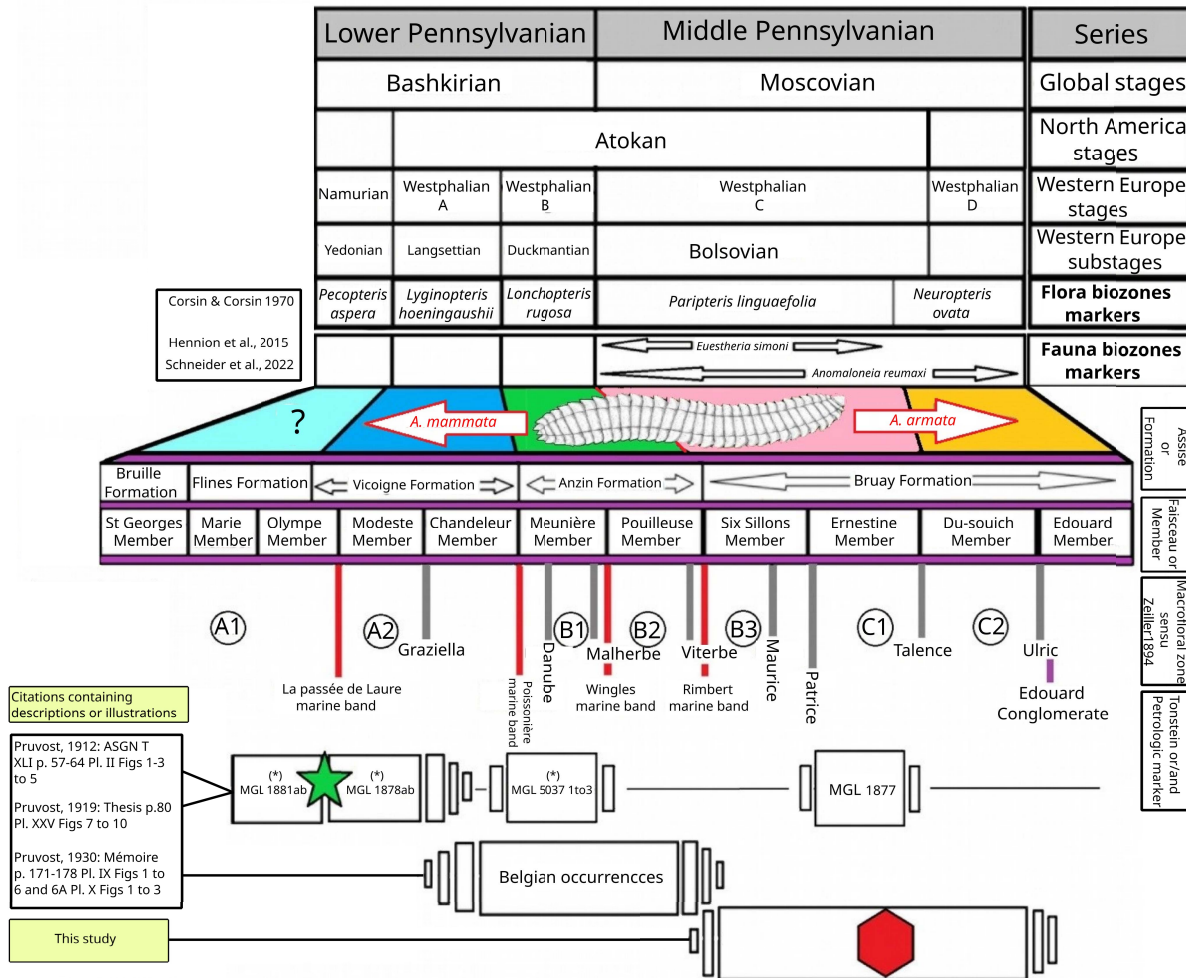 Lower Pennsylvanian
Middle Pennsylvanian
Series
Bashkirian
Moscovian
Global stages
Atokan
North America
stages
Namurian
Westphalian
A
Westphalian
B
Westphalian
C
Westphalian
D
Western Europe
stages
Yedonian
Langsettian
Duckmantian
Bolsovian
Western Europe
substages
Corsin & Corsin 1970
Hennion et al., 2015
Schneider et al., 2022
Pecopteris
aspera
Lyginopteris
hoeningaushii
Lonchopteris
rugosa
Paripteris linguaefolia
Neuropteris
ovata
Flora biozones
markers
Euestheria simoni
Anomaloneia reumaxi
Fauna biozones
markers
?
A. mammata
A. armata
Assise
or
Formation
Bruille
Formation
Flines Formation
Vicoigne Formation
Anzin Formation
Bruay Formation
St Georges
Member
Marie
Member
Olympe
Member
Modeste
Member
Chandeleur
Member
Meunière
Member
Pouilleuse
Member
Six Sillons
Member
Ernestine
Member
Du-souich
Member
Edouard
Member
Faisceau or
Member
A1
A2
B1
B2
B3
C1
C2
Macrofloral zone
sensu
Zeiller1894
Graziella
Danube
Malherbe
Viterbe
Maurice
Patrice
Talence
Ulric
La passée de Laure
marine band
Poissonière
marine band
Wingles
marine band
Rimbert
marine band
Edouard
Conglomerate
Tonstein or/and
Petrologic marker
Citations containing
descriptions or illustrations
Pruvost, 1912: ASGN T
XLI p. 57-64 Pl. II Figs 1-3
to 5
Pruvost, 1919: Thesis p.80
Pl. XXV Figs 7 to 10
Pruvost, 1930: Mémoire
p. 171-178 Pl. IX Figs 1 to
6 and 6A Pl. X Figs 1 to 3
(*)
MGL 1881ab
(*)
MGL 1878ab
(*)
MGL 5037 1to3
MGL 1877
Belgian occurrencces
This study